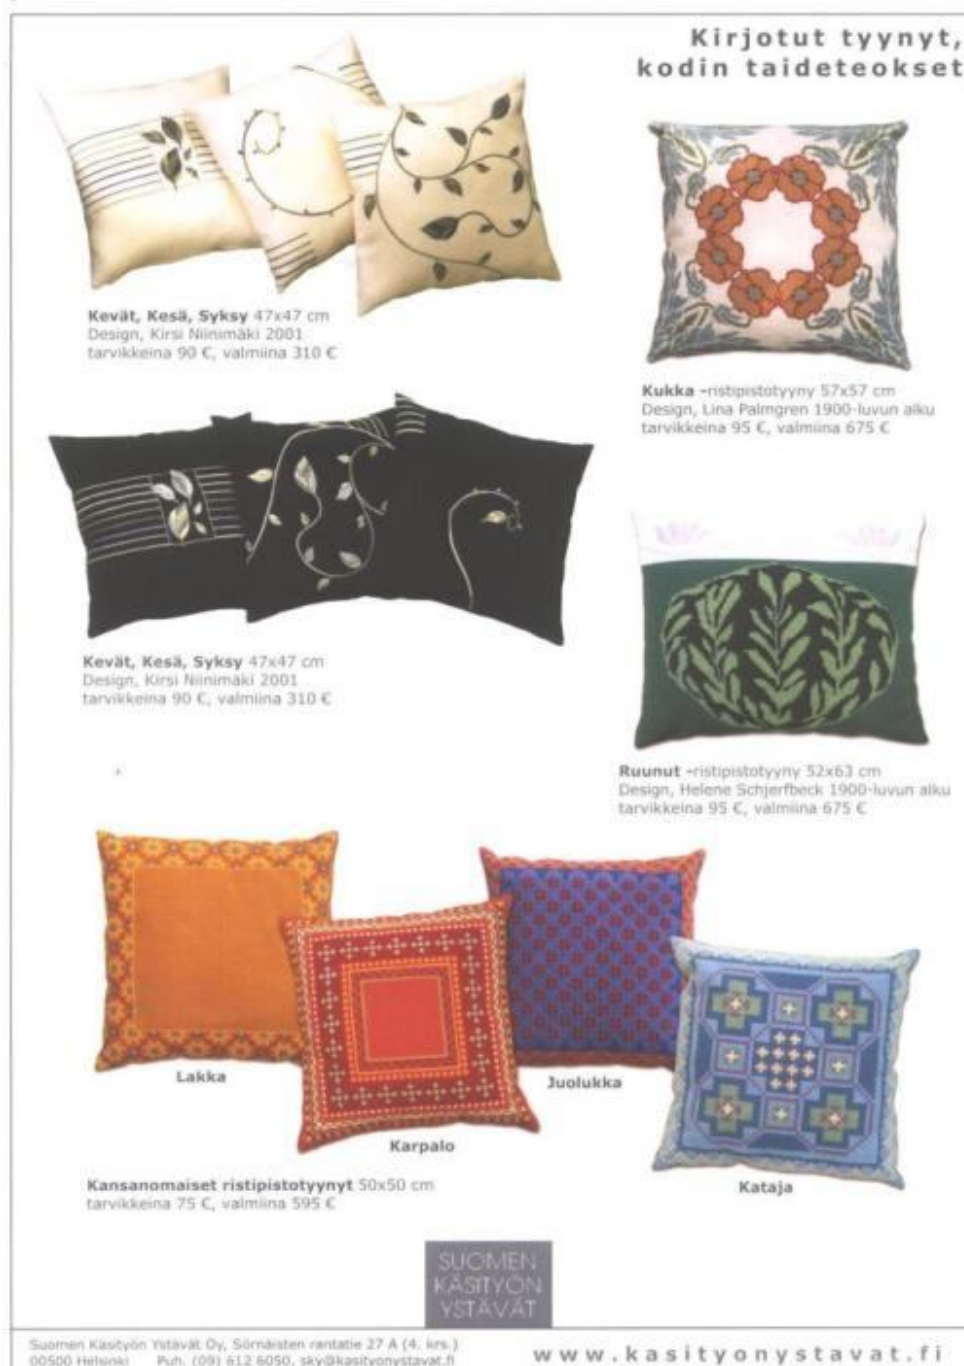 Kirjotut tyynyt,
kodin taideteokset
Kevät, Kesä, Syksy 47x47 cm
Design, Kirsi Niinimäki 2001
tarvikkeina 90 €, valmiina 310 €
Kukka -ristipistotyyny 57x57 cm
Design, Lina Palmgren 1900-luvun alku
tarvikkeina 95 €, valmiina 675 €
Kevät, Kesä, Syksy 47x47 cm
Design, Kirsi Niinimäki 2001
tarvikkeina 90 €, valmiina 310 €
Ruunut -ristipistotyyny 52x63 cm
Design, Helene Schjerfbeck 1900-luvun alku
tarvikkeina 95 €, valmiina 675 €
Lakka
Juolukka
Karpalo
Kataja
Kansanomaiset ristipistotyynyt 50x50 cm
tarvikkeina 75 €, valmiina 595 €
SUOMEN
KÄSITYÖN
YSTÄVÄT
Suomen Käsityön Ystävät Oy, Sörnäisten rantatie 27 A (4. krs.)
00500 Helsinki Puh. (09) 612 6050, sky@kasityonystavat.fi
www.kasityonystavat.fi